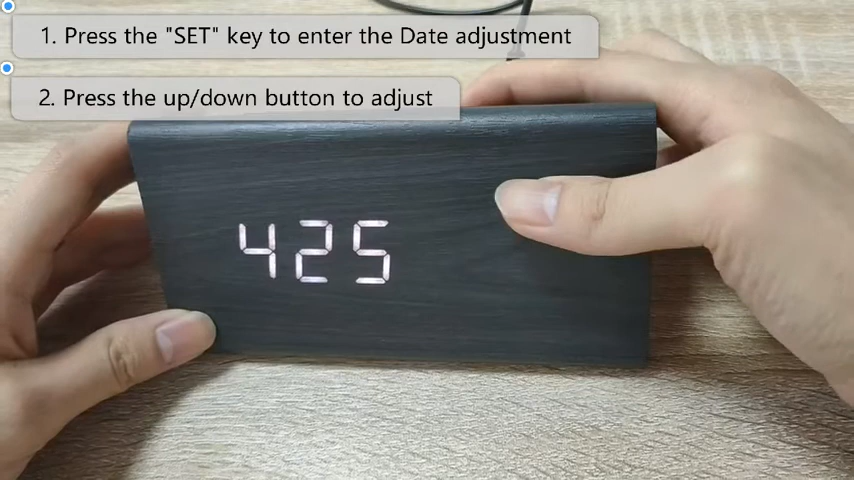 1. Press the "SET" key to enter the Date adjustment
2. Press the up/down button to adjust
425